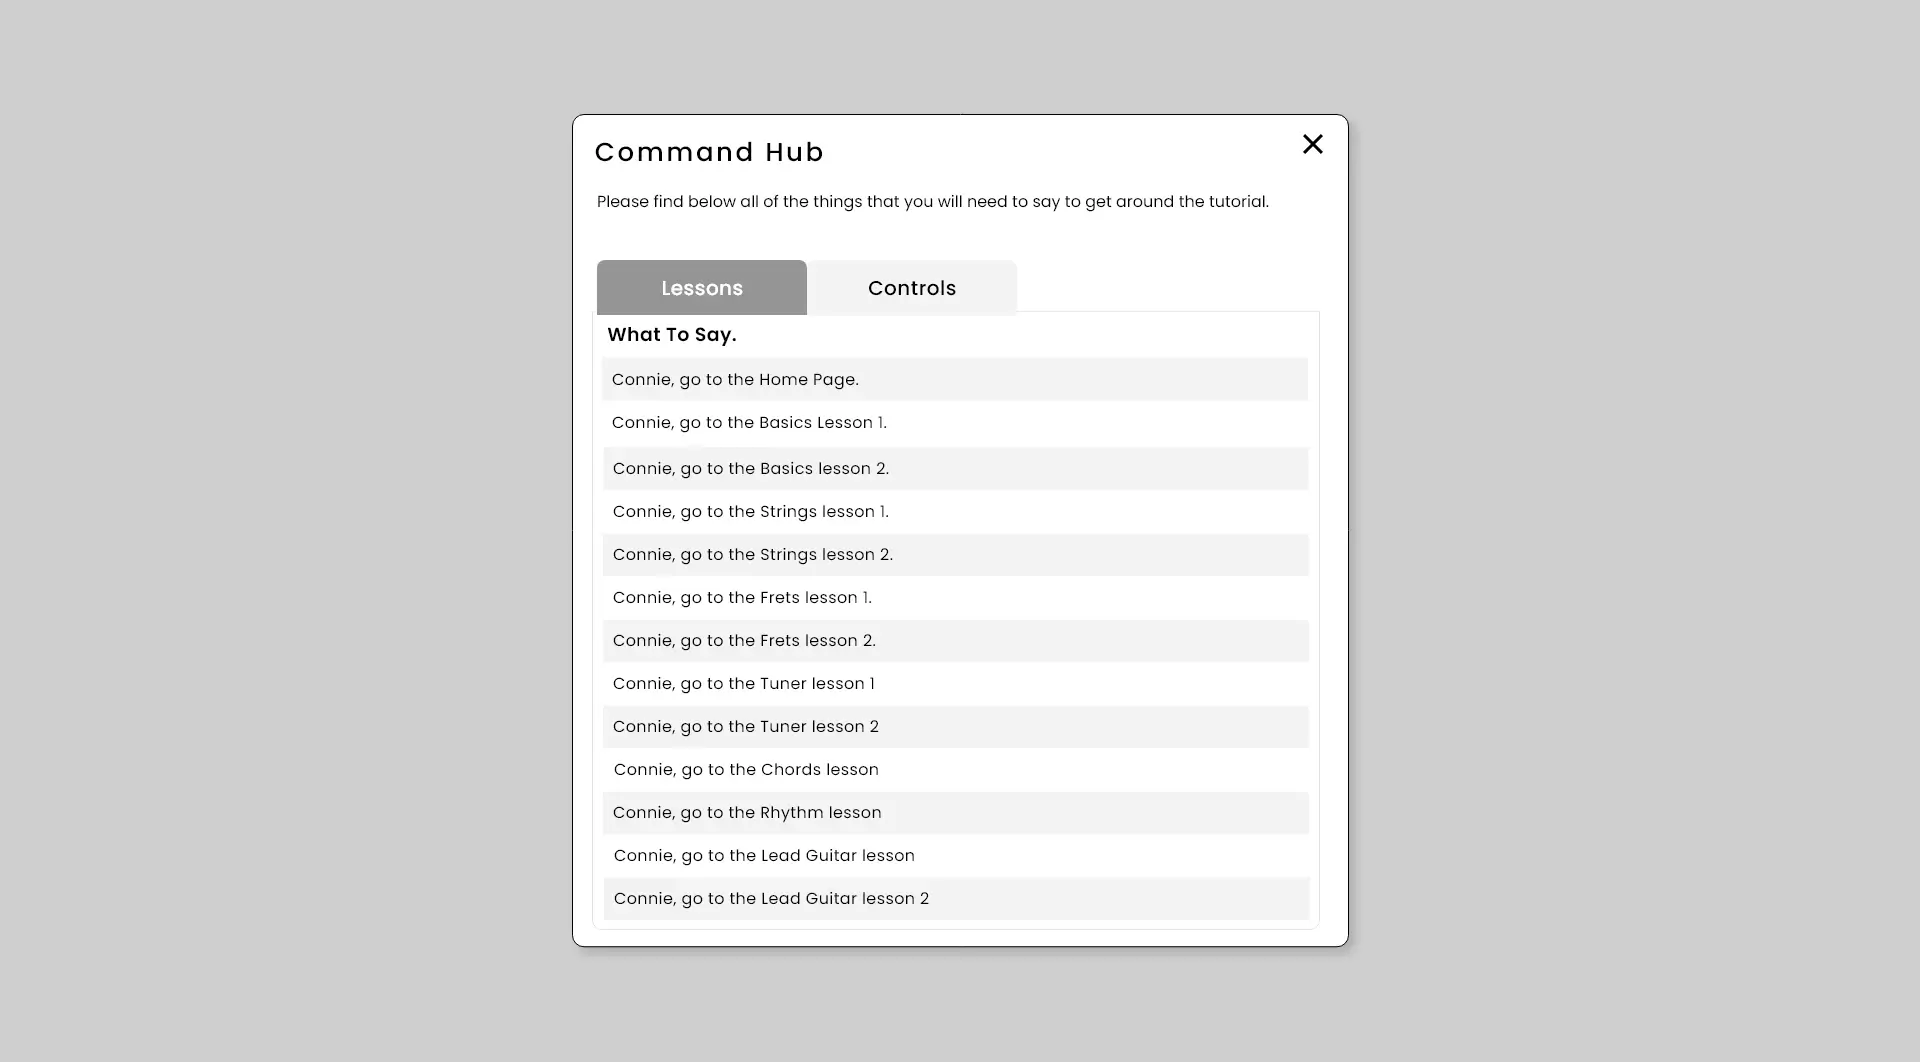 Command Hub
Please find below all of the things that you will need to say to get around the tutorial.
Lessons
Controls
What To Say.
Connie, go to the Home Page.
Connie, go to the Basics Lesson 1.
Connie, go to the Basics lesson 2.
Connie, go to the Strings lesson 1.
Connie, go to the Strings lesson 2.
Connie, go to the Frets lesson 1.
Connie, go to the Frets lesson 2.
Connie, go to the Tuner lesson 1
Connie, go to the Tuner lesson 2
Connie, go to the Chords lesson
Connie, go to the Rhythm lesson
Connie, go to the Lead Guitar lesson
Connie, go to the Lead Guitar lesson 2